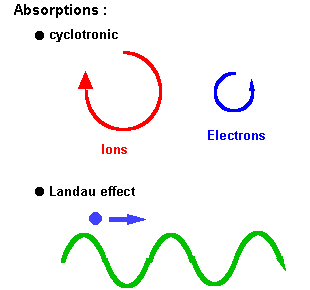 Absorptions :
● cyclotronic
Ions
Electrons
● Landau effect